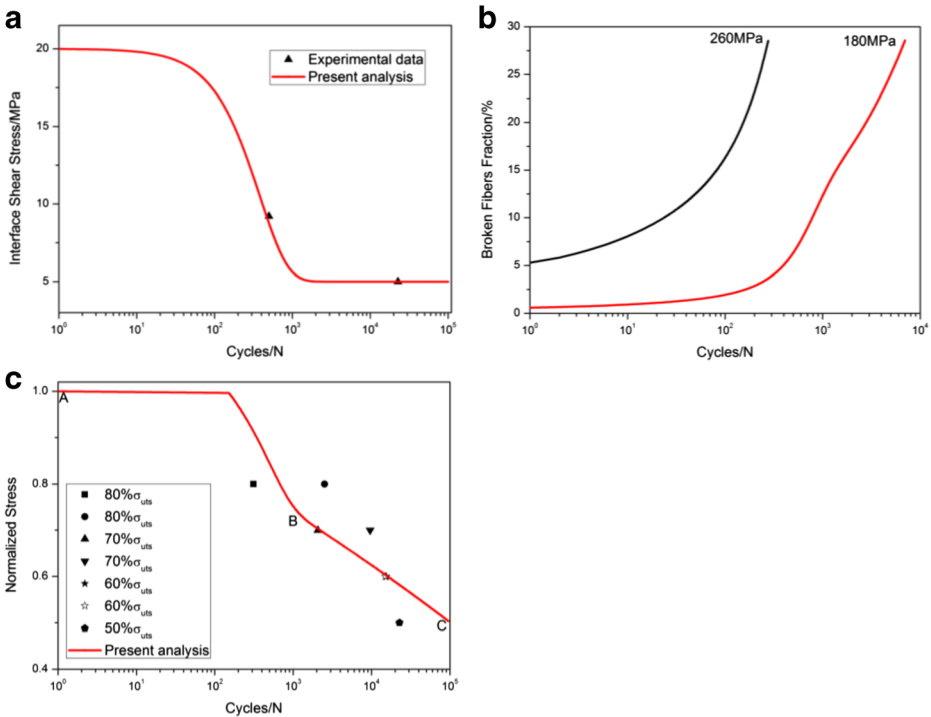 a
20
15
10
5
Interface Shear Stress/MPa
▲ Experimental data
Present analysis
10⁰ 10¹ 10² 10³ 10⁴ 10⁵
Cycles/N
b
30
25
20
15
10
5
0
Broken Fibers Fraction/%
260MPa
180MPa
10⁰ 10¹ 10² 10³ 10⁴
Cycles/N
c
1.0
0.8
0.6
0.4
Normalized Stress
A
B
C
■ 80%σuts
● 80%σuts
▲ 70%σuts
▼ 70%σuts
★ 60%σuts
☆ 60%σuts
⬟ 50%σuts
Present analysis
10⁰ 10¹ 10² 10³ 10⁴ 10⁵
Cycles/N